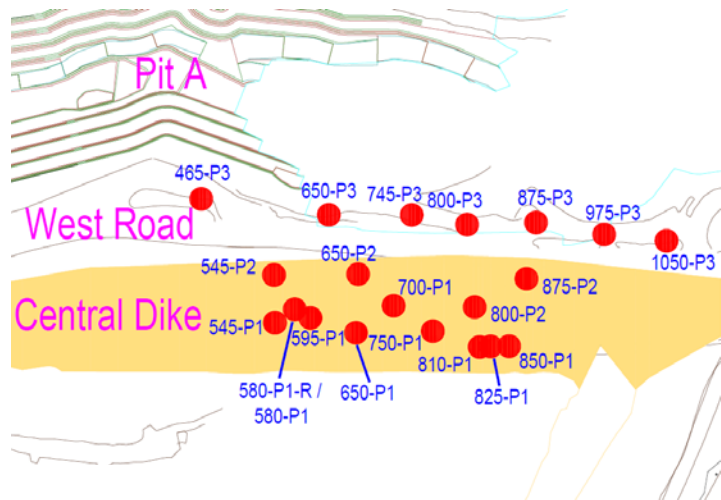 Pit A
465-P3
650-P3
745-P3
800-P3
875-P3
975-P3
1050-P3
West Road
545-P2
650-P2
875-P2
700-P1
800-P2
Central Dike
545-P1
595-P1
750-P1
810-P1
850-P1
580-P1-R /
580-P1
650-P1
825-P1